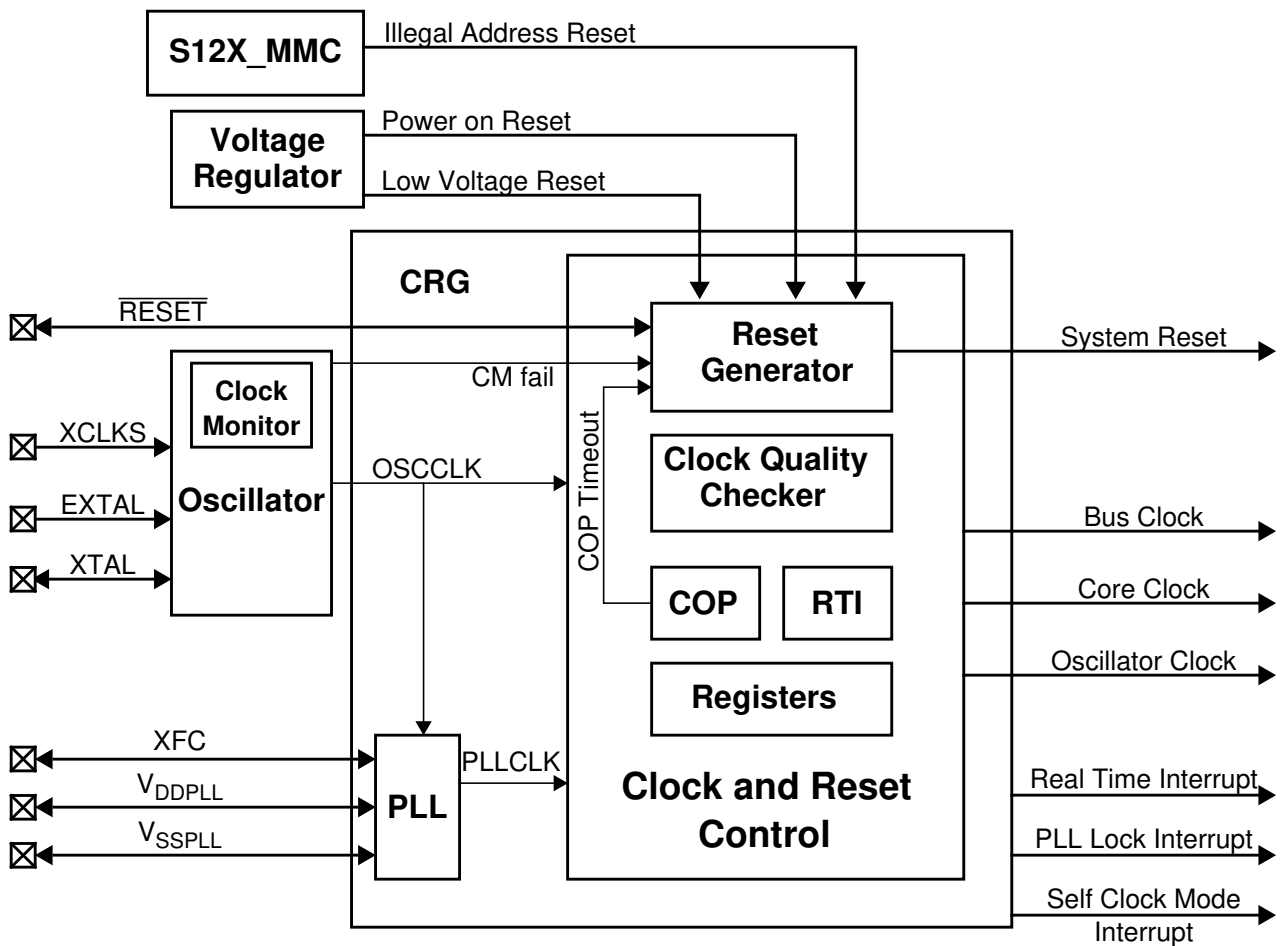 S12X_MMC
Illegal Address Reset
Voltage
Regulator
Power on Reset
Low Voltage Reset
CRG
RESET
Reset
Generator
System Reset
CM fail
Clock
Monitor
XCLKS
OSCCLK
COP Timeout
Clock Quality
Checker
Oscillator
EXTAL
XTAL
Bus Clock
COP
RTI
Core Clock
Oscillator Clock
Registers
XFC
VDDPLL
VSSPLL
PLL
PLLCLK
Clock and Reset
Control
Real Time Interrupt
PLL Lock Interrupt
Self Clock Mode
Interrupt